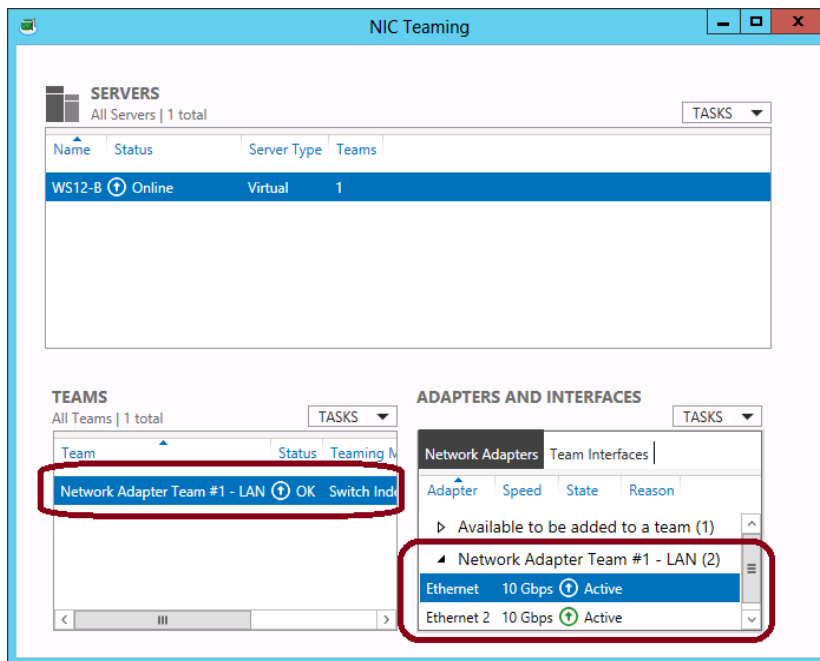 NIC Teaming
SERVERS
All Servers | 1 total
TASKS
Name Status Server Type Teams
WS12-B Online Virtual 1
TEAMS
All Teams | 1 total
TASKS
Team Status Teaming M
Network Adapter Team #1 - LAN OK Switch Inde
ADAPTERS AND INTERFACES
TASKS
Network Adapters Team Interfaces
Adapter Speed State Reason
Available to be added to a team (1)
Network Adapter Team #1 - LAN (2)
Ethernet 10 Gbps Active
Ethernet 2 10 Gbps Active